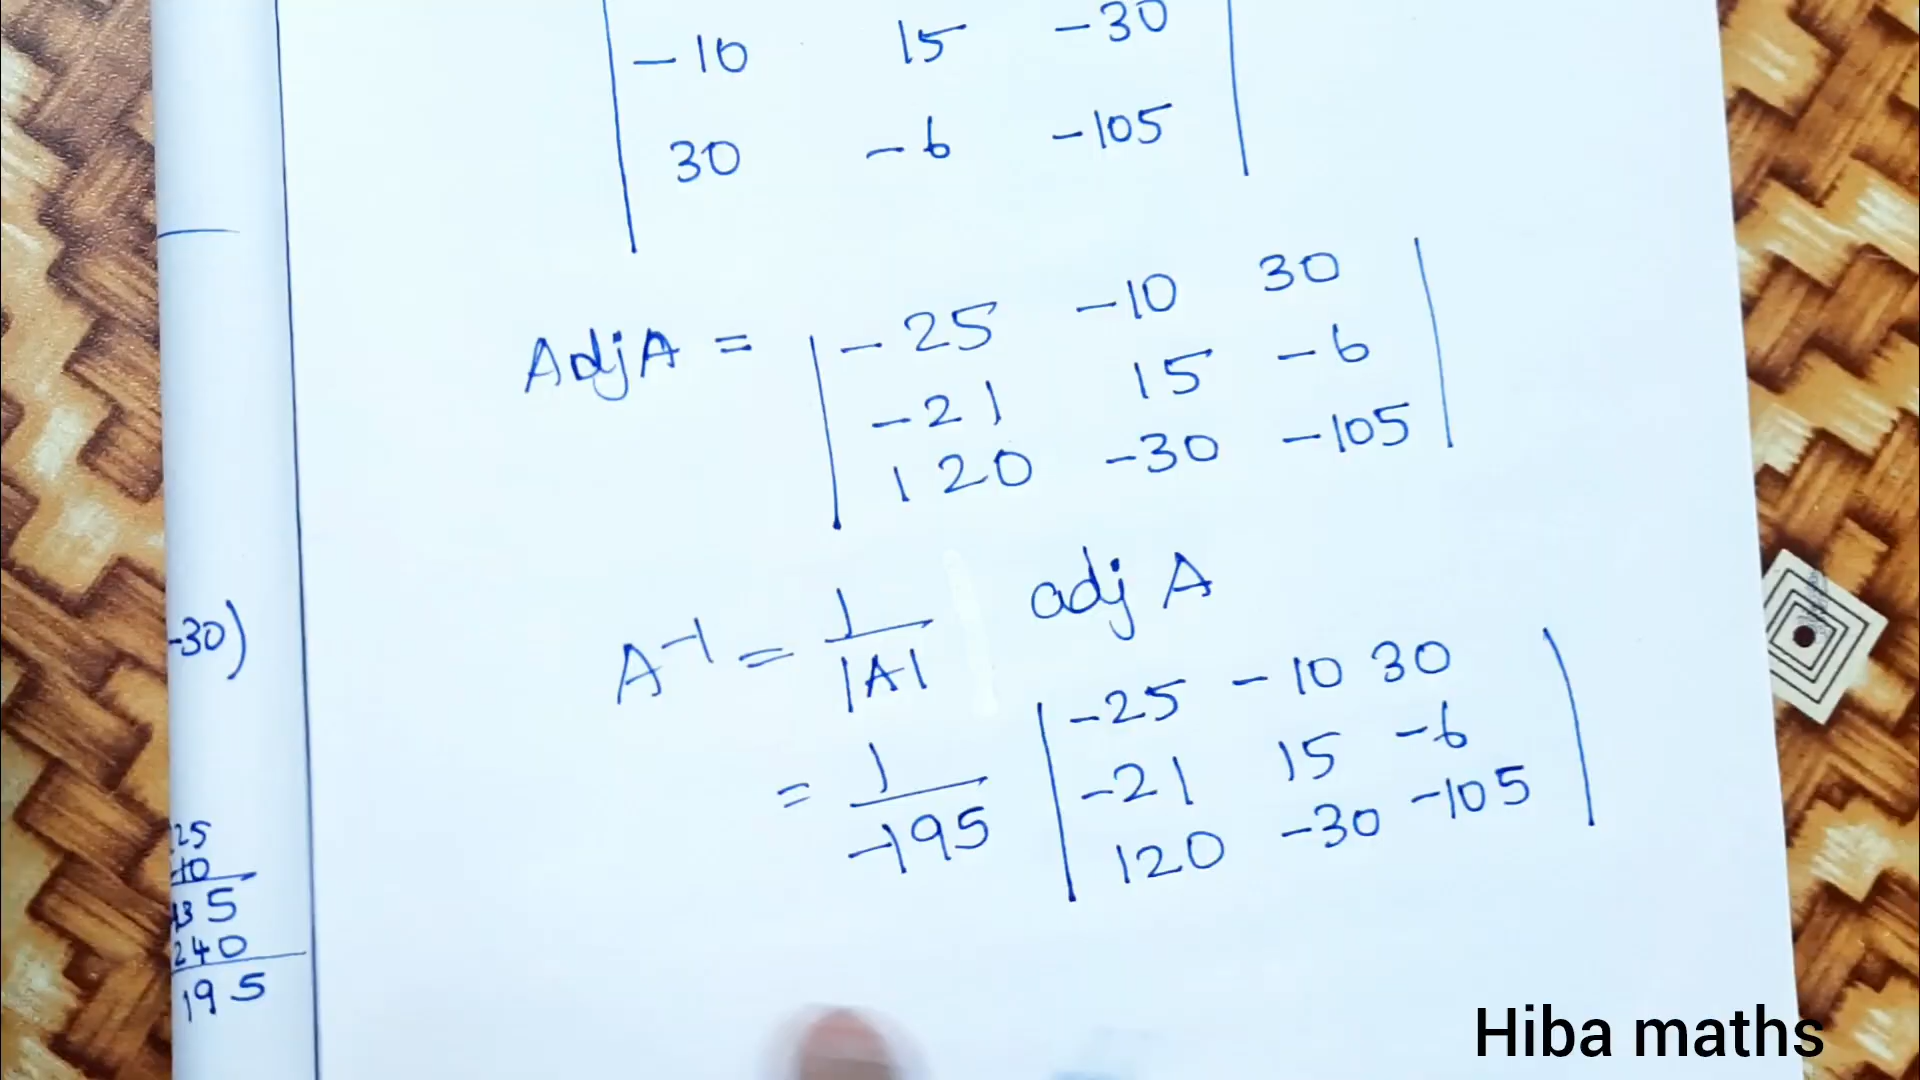 -10 15 -30
30 -6 -105
Adj A = | -25 -10 30 |
-21 15 -6
120 -30 -105
A⁻¹ = 1/|A| adj A
= 1/-195 | -25 -10 30 |
-21 15 -6
120 -30 -105
-30)
25
10
35
240
195
Hiba maths